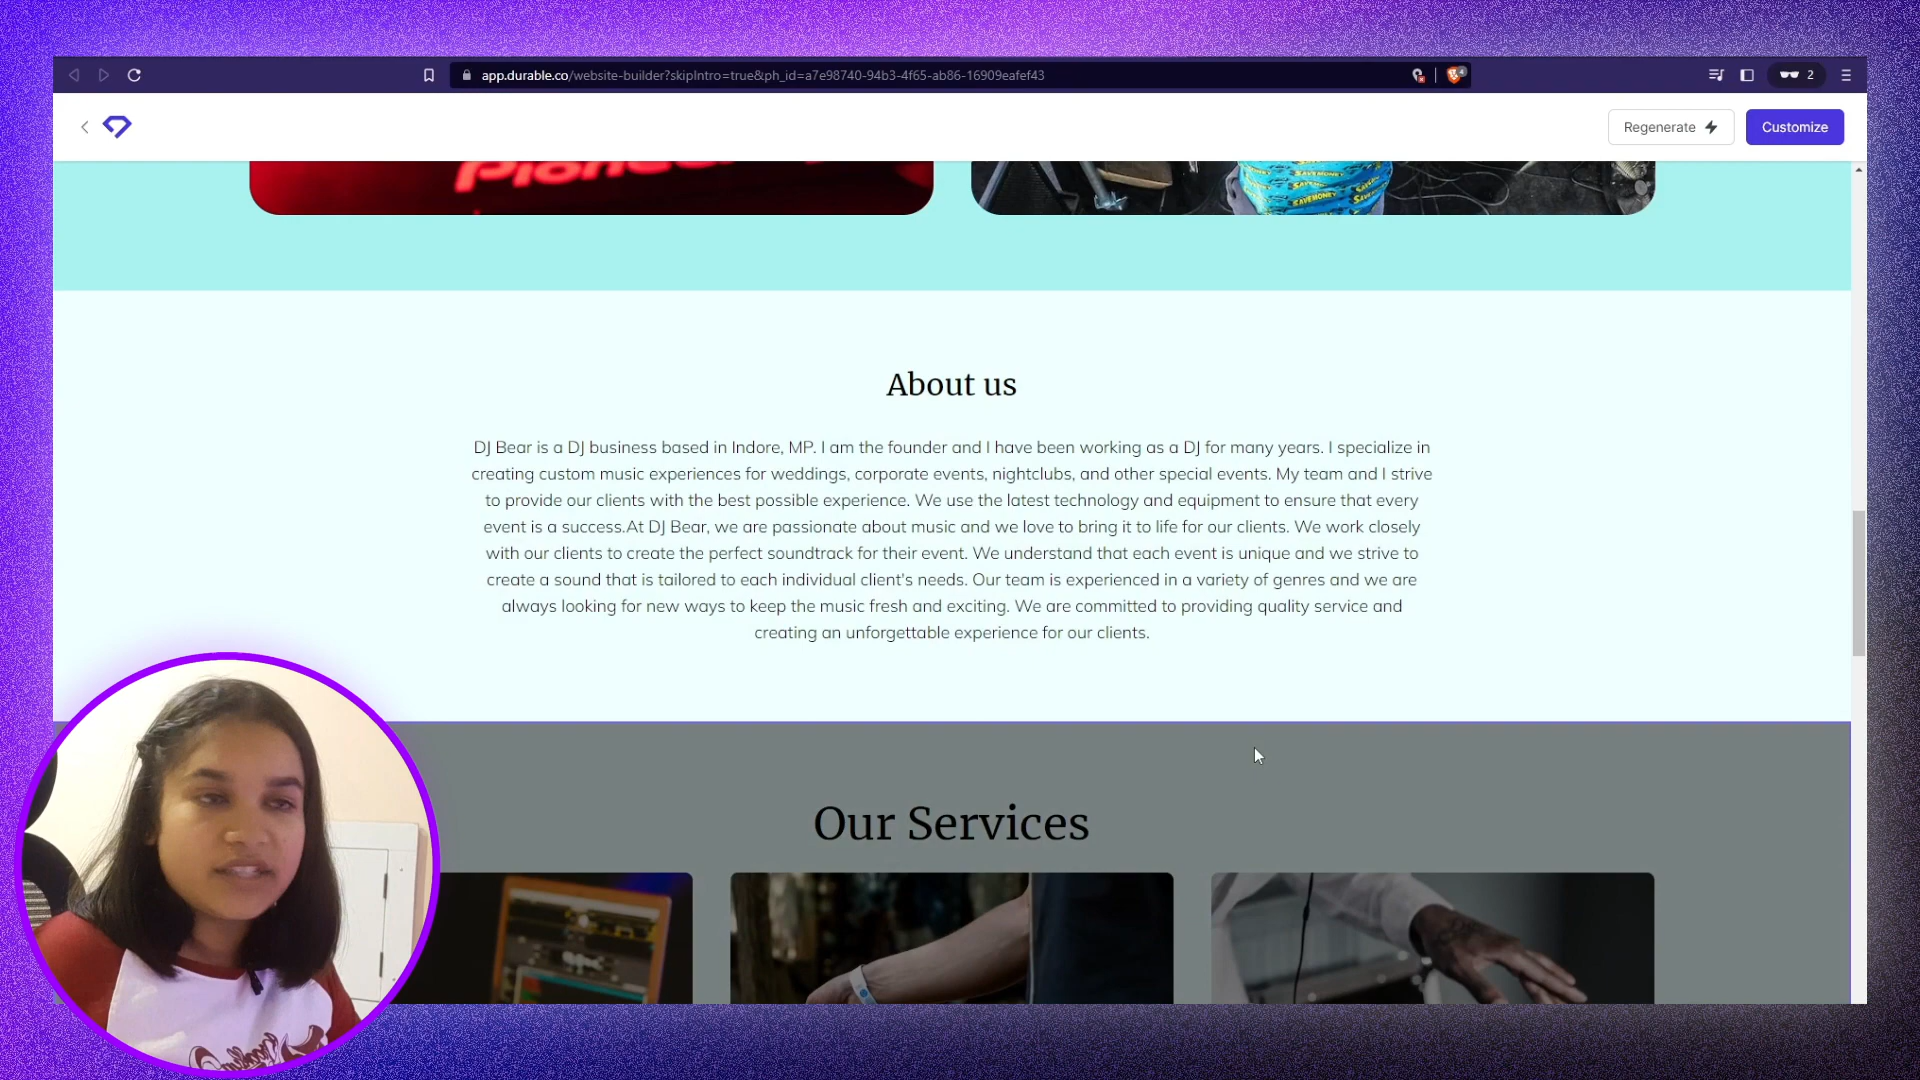 app.durable.co/website-builder?skipIntro=true&ph_id=a7e98740-94b3-4f65-ab86-16909eafef43
4
2
Regenerate
Customize
Pioneer
SAVEMONEY
SAVEMONEY
SAVEMONEY
About us
DJ Bear is a DJ business based in Indore, MP. I am the founder and I have been working as a DJ for many years. I specialize in
creating custom music experiences for weddings, corporate events, nightclubs, and other special events. My team and I strive
to provide our clients with the best possible experience. We use the latest technology and equipment to ensure that every
event is a success.At DJ Bear, we are passionate about music and we love to bring it to life for our clients. We work closely
with our clients to create the perfect soundtrack for their event. We understand that each event is unique and we strive to
create a sound that is tailored to each individual client's needs. Our team is experienced in a variety of genres and we are
always looking for new ways to keep the music fresh and exciting. We are committed to providing quality service and
creating an unforgettable experience for our clients.
Our Services